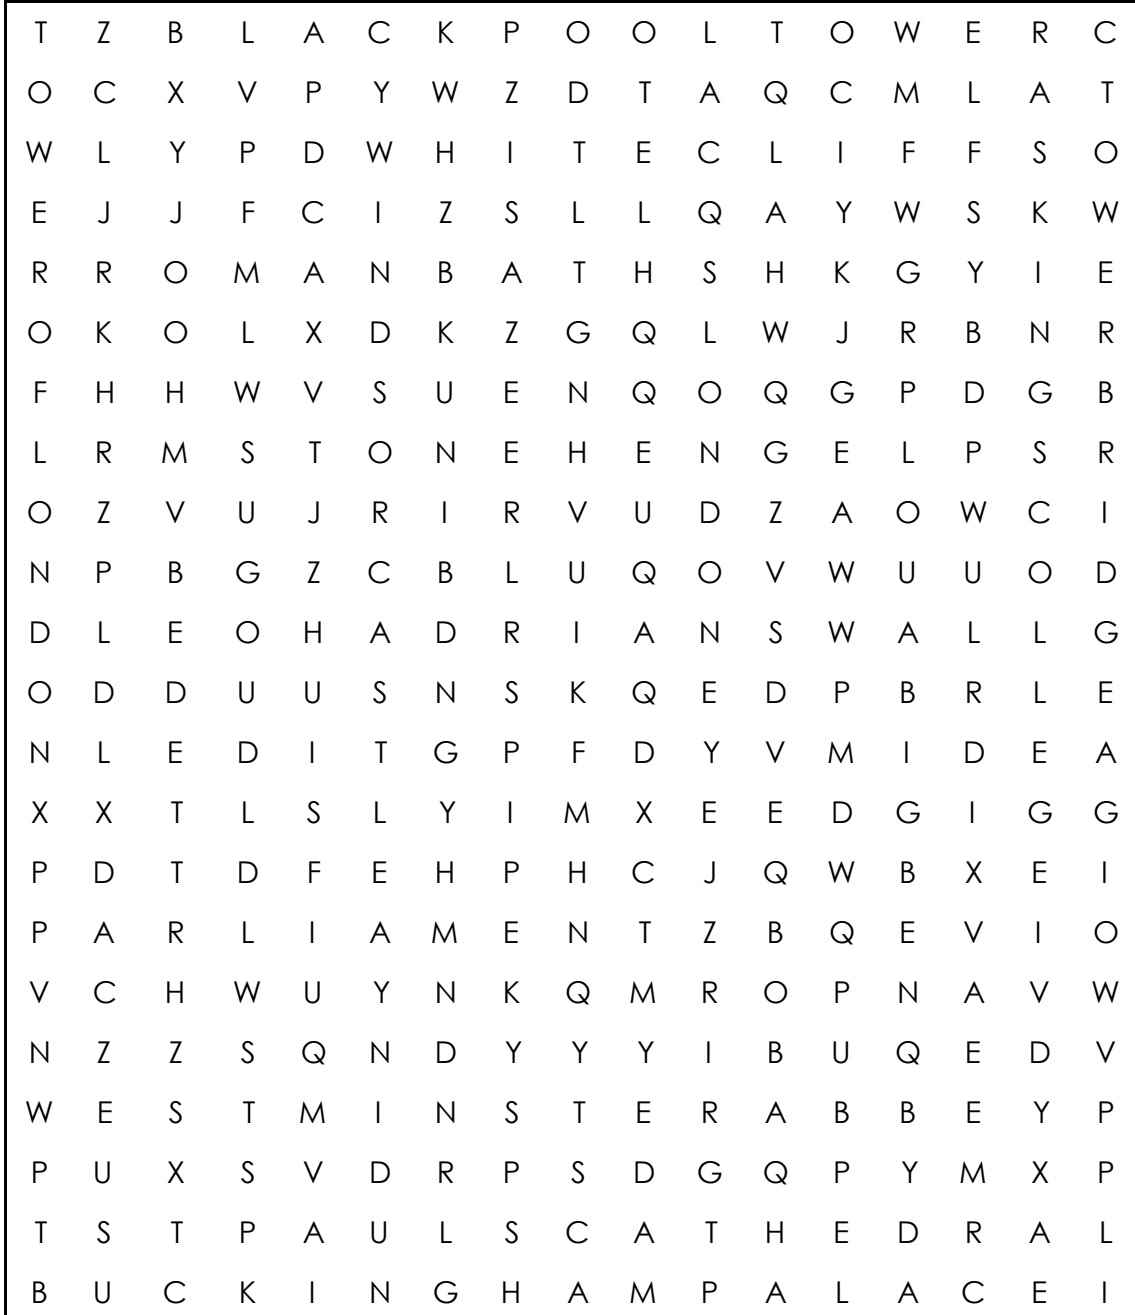 T Z B L A C K P O O L T O W E R C
O C X V P Y W Z D T A Q C M L A T
W L Y P D W H I T E C L I F F S O
E J J F C I Z S L L Q A Y W S K W
R R O M A N B A T H S H K G Y I E
O K O L X D K Z G Q L W J R B N R
F H H W V S U E N Q O Q G P D G B
L R M S T O N E H E N G E L P S R
O Z V U J R I R V U D Z A O W C I
N P B G Z C B L U Q O V W U U O D
D L E O H A D R I A N S W A L L G
O D D U U S N S K Q E D P B R L E
N L E D I T G P F D Y V M I D E A
X X T L S L Y I M X E E D G I G G
P D T D F E H P H C J Q W B X E I
P A R L I A M E N T Z B Q E V I O
V C H W U Y N K Q M R O P N A V W
N Z Z S Q N D Y Y Y I B U Q E D V
W E S T M I N S T E R A B B E Y P
P U X S V D R P S D G Q P Y M X P
T S T P A U L S C A T H E D R A L
B U C K I N G H A M P A L A C E I